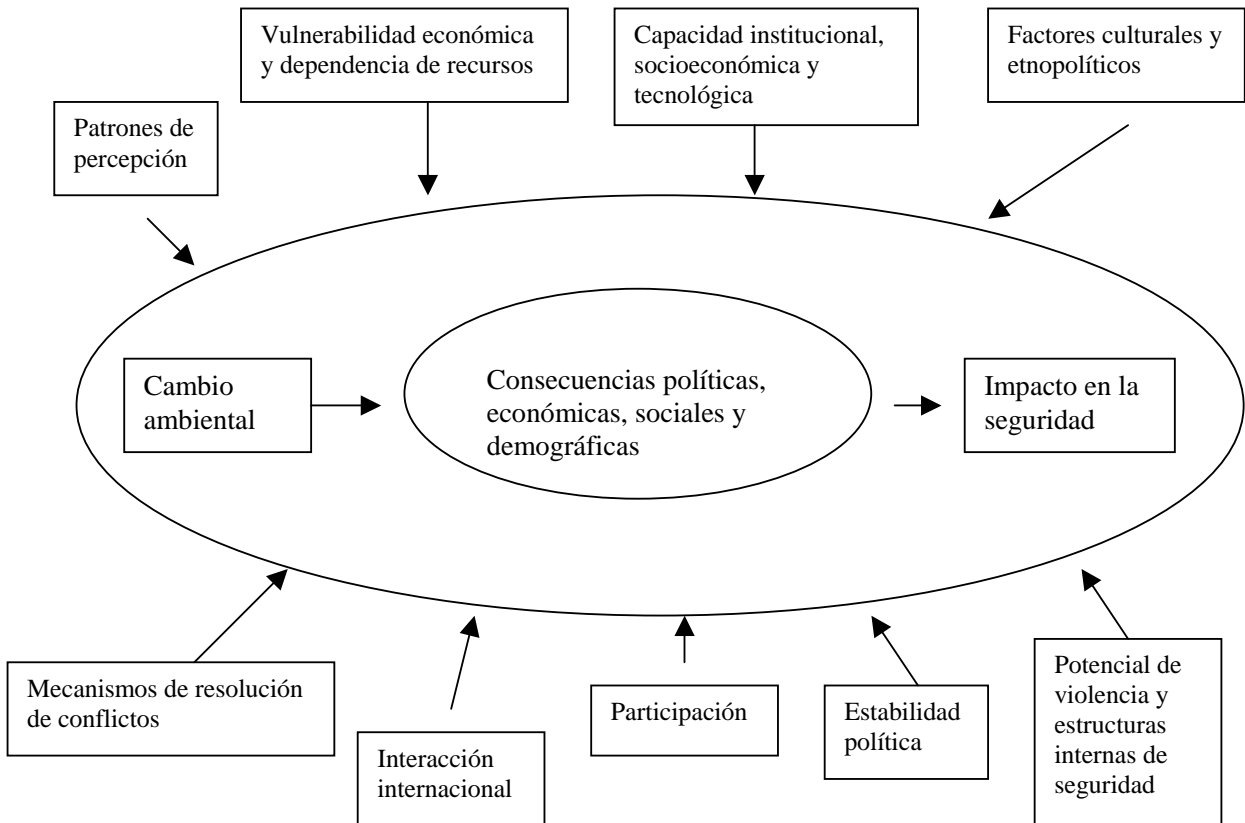 Vulnerabilidad económica
y dependencia de recursos
Capacidad institucional,
socioeconómica y
tecnológica
Factores culturales y
etnopolíticos
Patrones de
percepción
Cambio
ambiental
Consecuencias políticas,
económicas, sociales y
demográficas
Impacto en la
seguridad
Mecanismos de resolución
de conflictos
Interacción
internacional
Participación
Estabilidad
política
Potencial de
violencia y
estructuras
internas de
seguridad